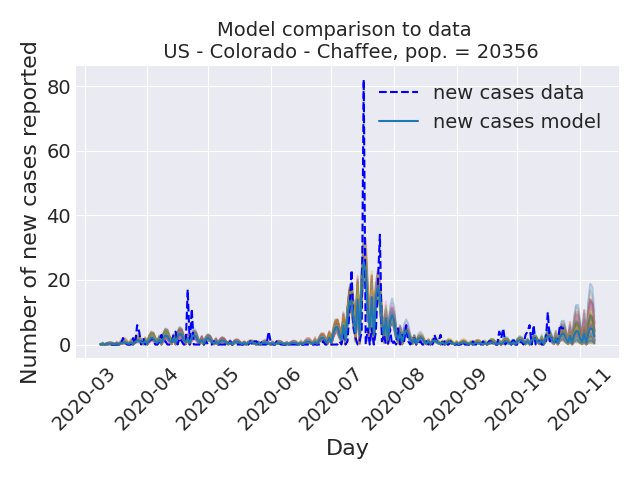 Model comparison to data
US - Colorado - Chaffee, pop. = 20356
Number of new cases reported
80
60
40
20
0
new cases data
new cases model
2020-03
2020-04
2020-05
2020-06
2020-07
2020-08
2020-09
2020-10
2020-11
Day